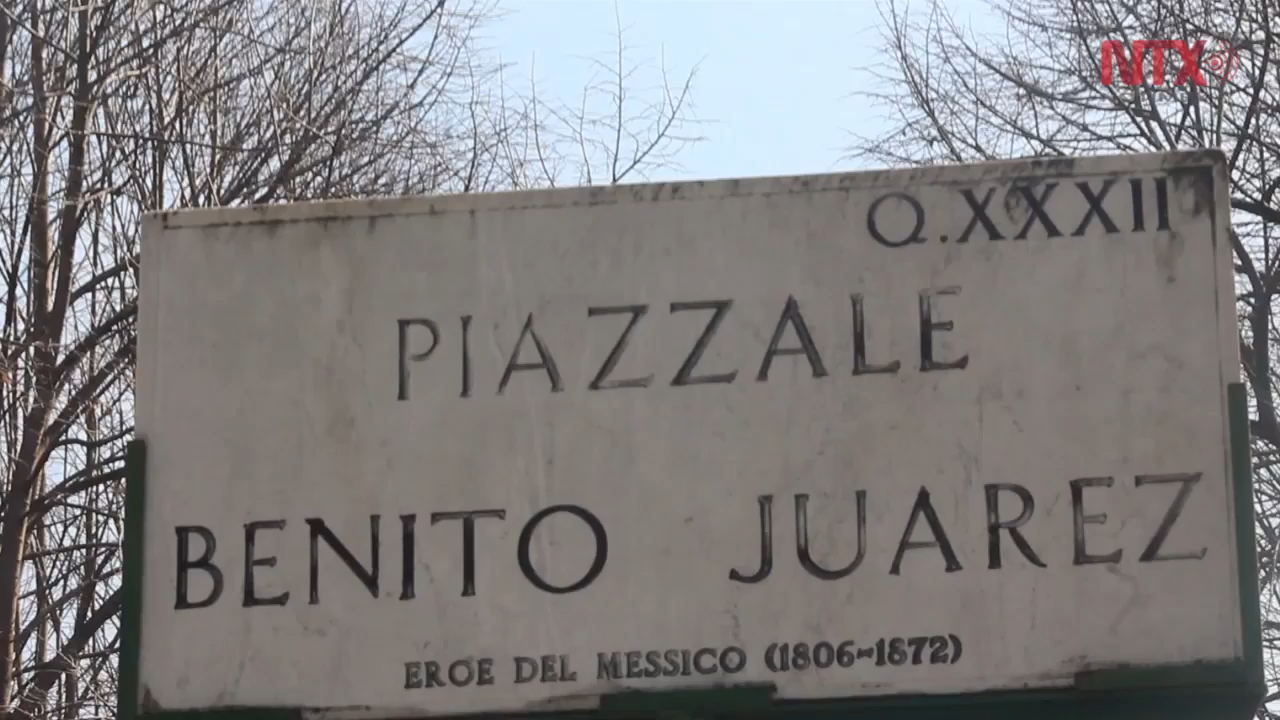 NTX
Q.XXXII
PIAZZALE
BENITO JUAREZ
EROE DEL MESSICO (1806-1872)